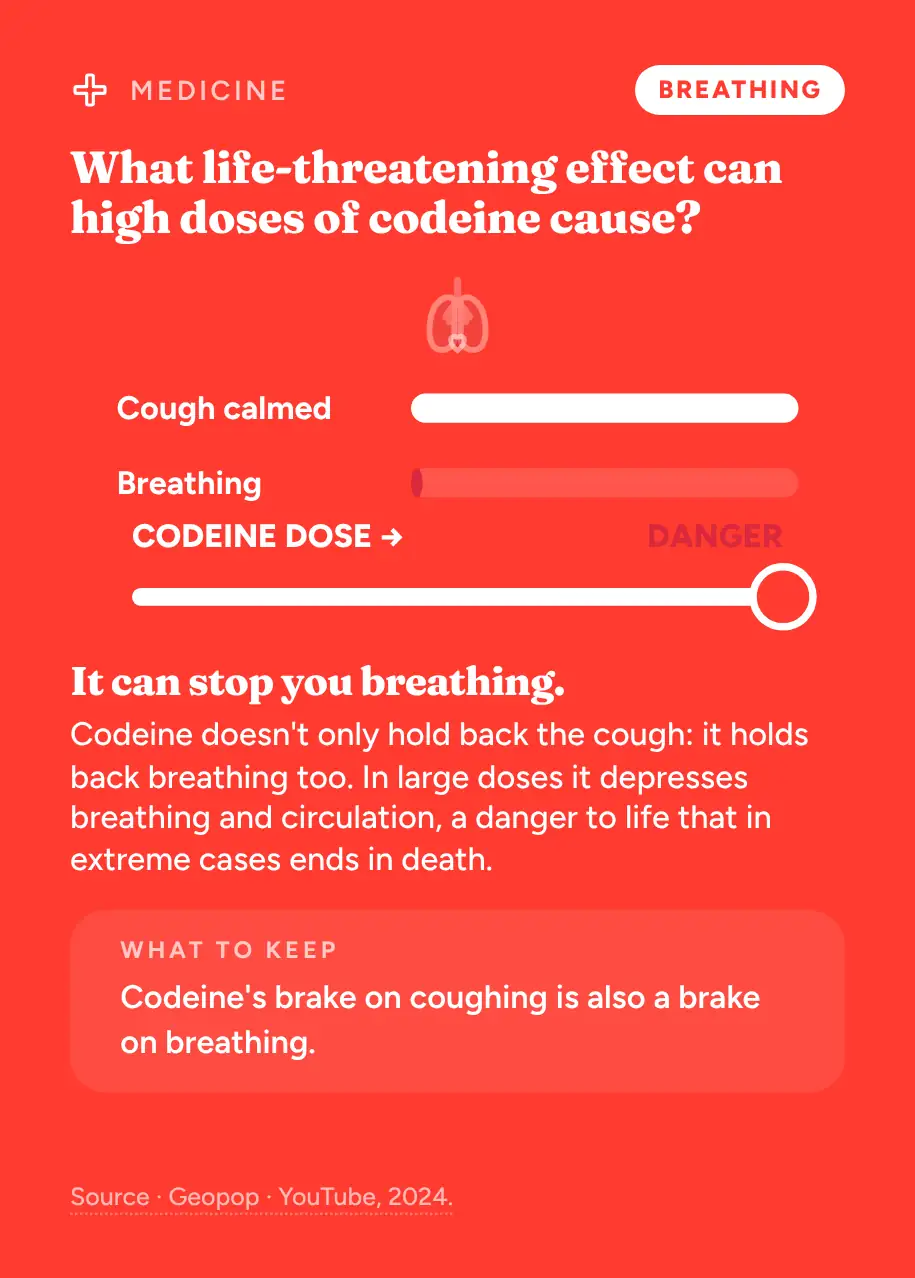 MEDICINE
BREATHING
What life-threatening effect can
high doses of codeine cause?
Cough calmed
Breathing
CODEINE DOSE →
DANGER
It can stop you breathing.
Codeine doesn't only hold back the cough: it holds
back breathing too. In large doses it depresses
breathing and circulation, a danger to life that in
extreme cases ends in death.
WHAT TO KEEP
Codeine's brake on coughing is also a brake
on breathing.
Source · Geopop · YouTube, 2024.